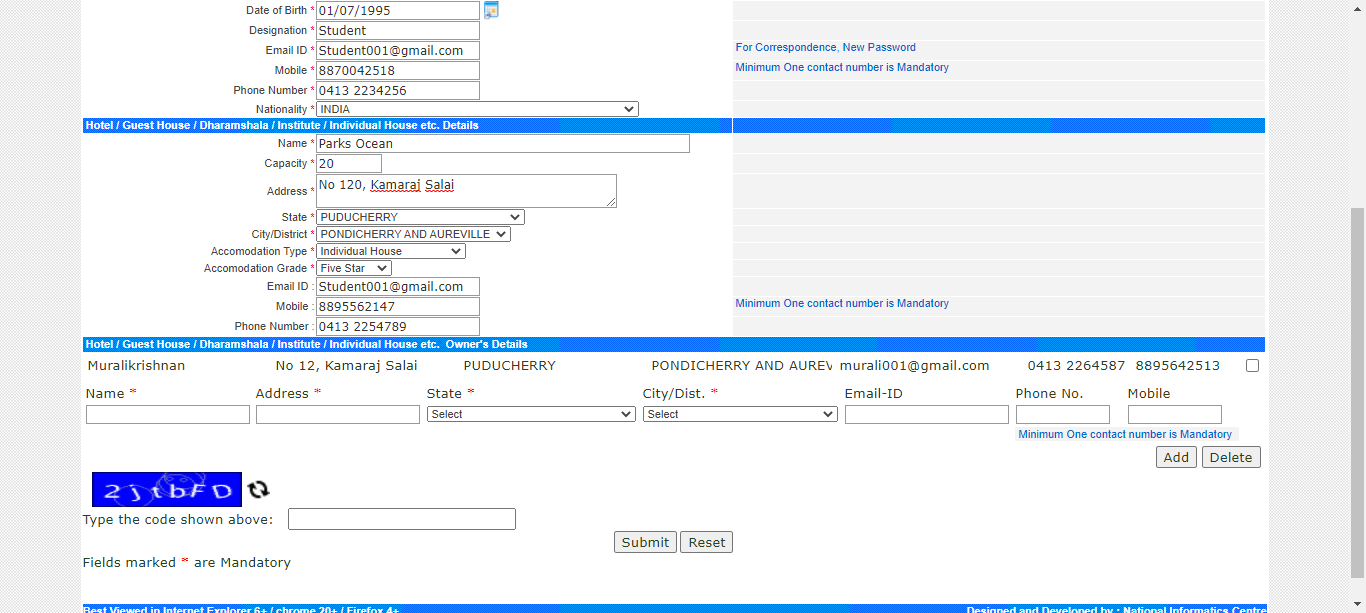 Date of Birth * 01/07/1995
Designation * Student
Email ID * Student001@gmail.com For Correspondence, New Password
Mobile * 8870042518 Minimum One contact number is Mandatory
Phone Number * 0413 2234256
Nationality * INDIA
Hotel / Guest House / Dharamshala / Institute / Individual House etc. Details
Name * Parks Ocean
Capacity * 20
Address * No 120, Kamaraj Salai
State * PUDUCHERRY
City/District * PONDICHERRY AND AUREVILLE
Accomodation Type * Individual House
Accomodation Grade * Five Star
Email ID : Student001@gmail.com
Mobile : 8895562147 Minimum One contact number is Mandatory
Phone Number : 0413 2254789
Hotel / Guest House / Dharamshala / Institute / Individual House etc. Owner's Details
Muralikrishnan No 12, Kamaraj Salai PUDUCHERRY PONDICHERRY AND AUREV murali001@gmail.com 0413 2264587 8895642513
Name * Address * State * City/Dist. * Email-ID Phone No. Mobile
Select Select
Minimum One contact number is Mandatory
Add Delete
2jtbFD
Type the code shown above:
Submit Reset
Fields marked * are Mandatory
Best Viewed in Internet Explorer 6+ / chrome 20+ / Firefox 4+ Designed and Developed by : National Informatics Centre